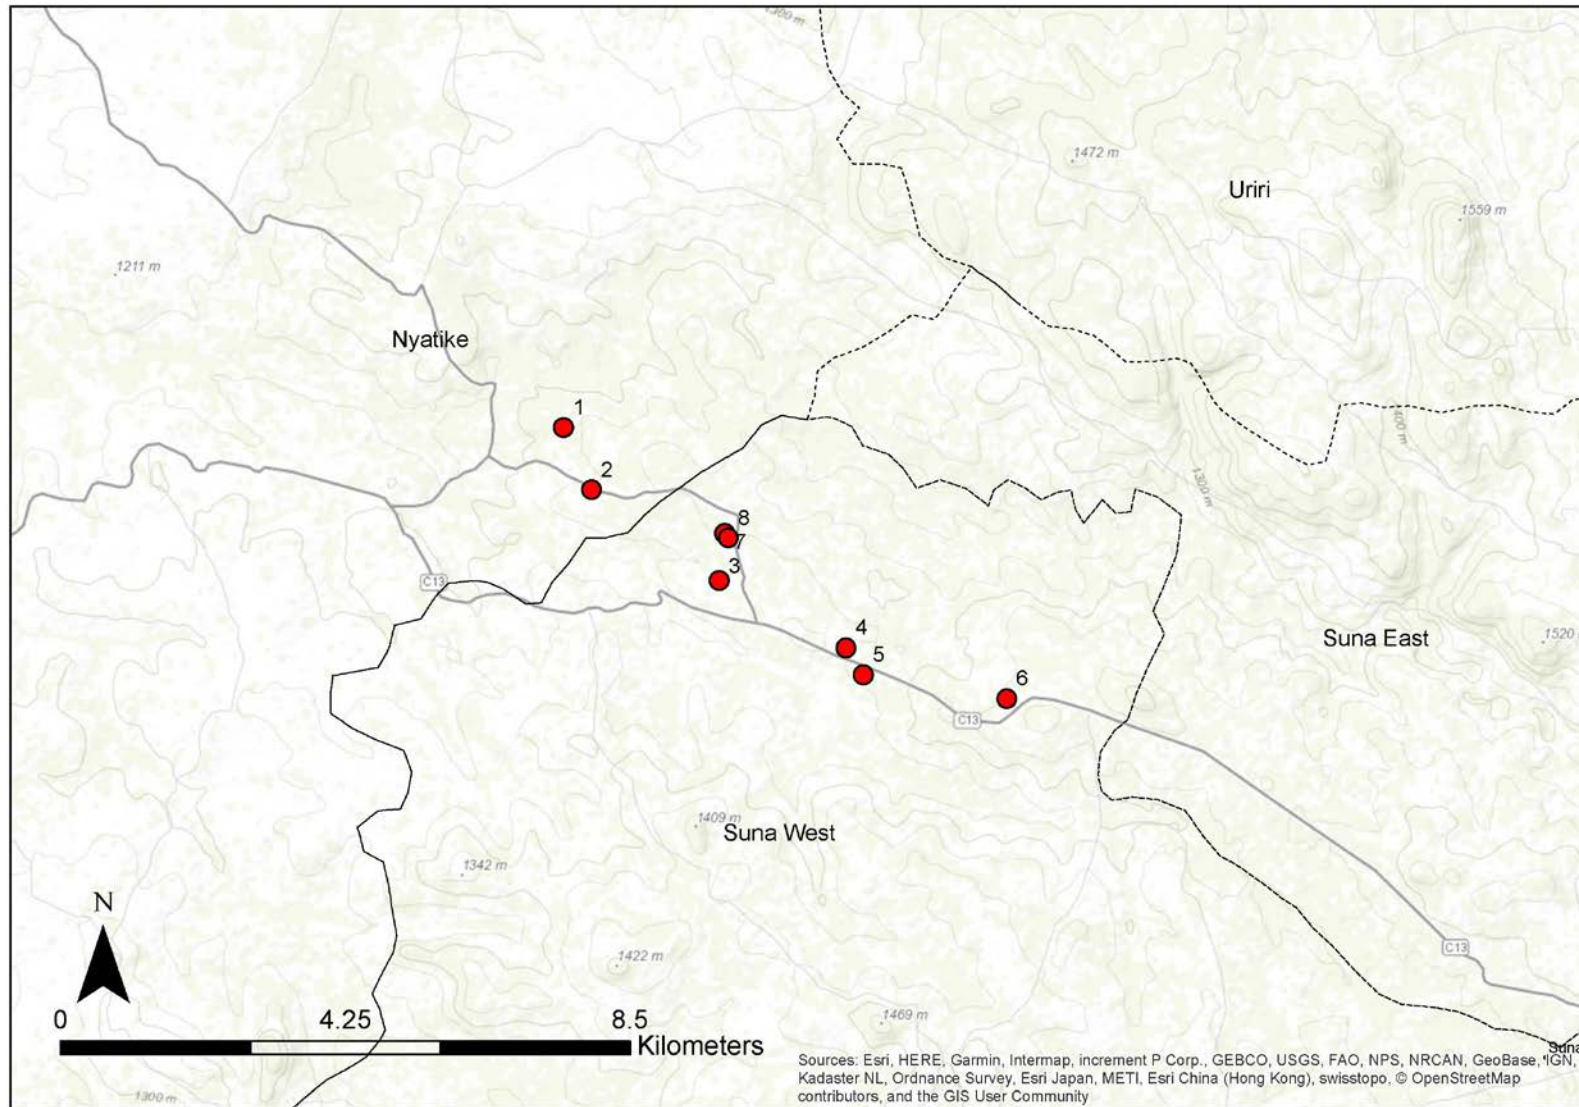 1300 m
1472 m
Uriri
1559 m
1211 m
Nyatike
1
400 m
2
1300 m
8
7
C13
3
4
Suna East
1520
5
6
C13
1409 m
Suna West
1342 m
N
C13
1422 m
0 4.25 8.5
1469 m
Kilometers
Suna
Sources: Esri, HERE, Garmin, Intermap, increment P Corp., GEBCO, USGS, FAO, NPS, NRCAN, GeoBase, IGN,
Kadaster NL, Ordnance Survey, Esri Japan, METI, Esri China (Hong Kong), swisstopo, © OpenStreetMap
1300 m
contributors, and the GIS User Community